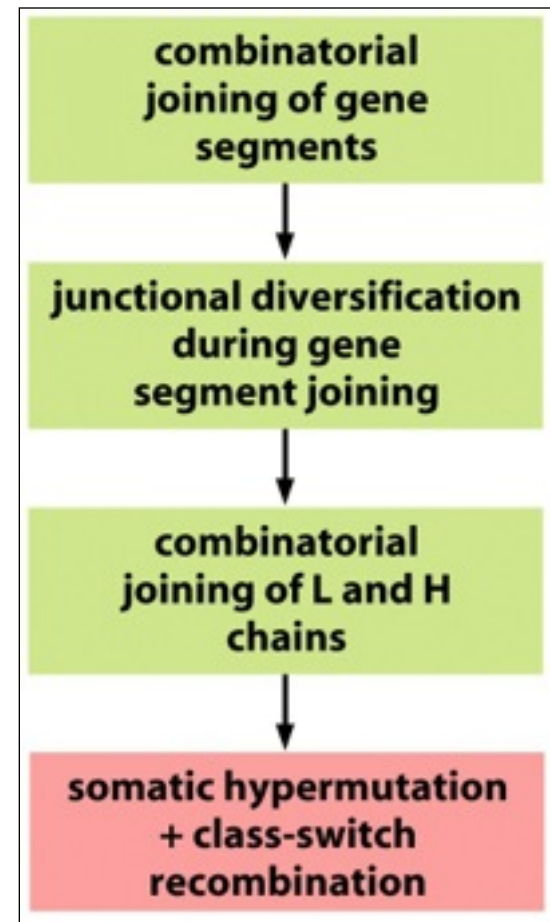 combinatorial
joining of gene
segments
junctional diversification
during gene
segment joining
combinatorial
joining of L and H
chains
somatic hypermutation
+ class-switch
recombination